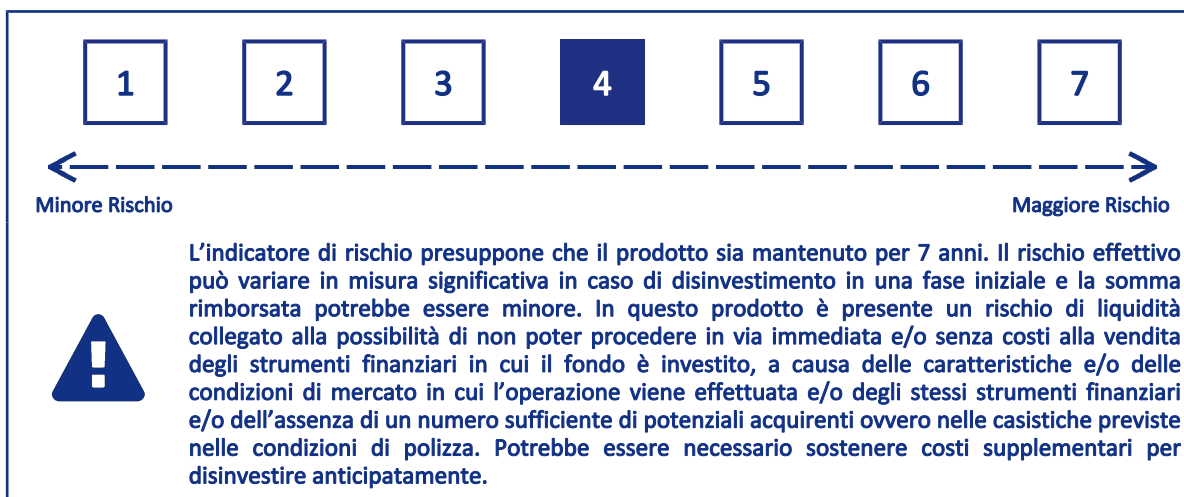 1 2 3 4 5 6 7
Minore Rischio Maggiore Rischio
L'indicatore di rischio presuppone che il prodotto sia mantenuto per 7 anni. Il rischio effettivo
può variare in misura significativa in caso di disinvestimento in una fase iniziale e la somma
rimborsata potrebbe essere minore. In questo prodotto è presente un rischio di liquidità
collegato alla possibilità di non poter procedere in via immediata e/o senza costi alla vendita
degli strumenti finanziari in cui il fondo è investito, a causa delle caratteristiche e/o delle
condizioni di mercato in cui l'operazione viene effettuata e/o degli stessi strumenti finanziari
e/o dell'assenza di un numero sufficiente di potenziali acquirenti ovvero nelle casistiche previste
nelle condizioni di polizza. Potrebbe essere necessario sostenere costi supplementari per
disinvestire anticipatamente.